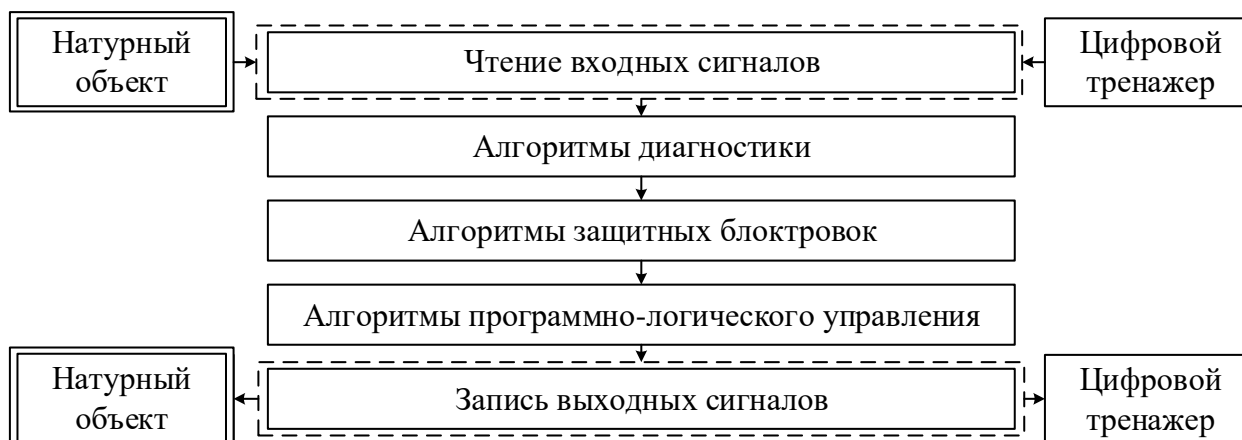 Натурный
объект
Чтение входных сигналов
Цифровой
тренажер
Алгоритмы диагностики
Алгоритмы защитных блоктровок
Алгоритмы программно-логического управления
Натурный
объект
Запись выходных сигналов
Цифровой
тренажер